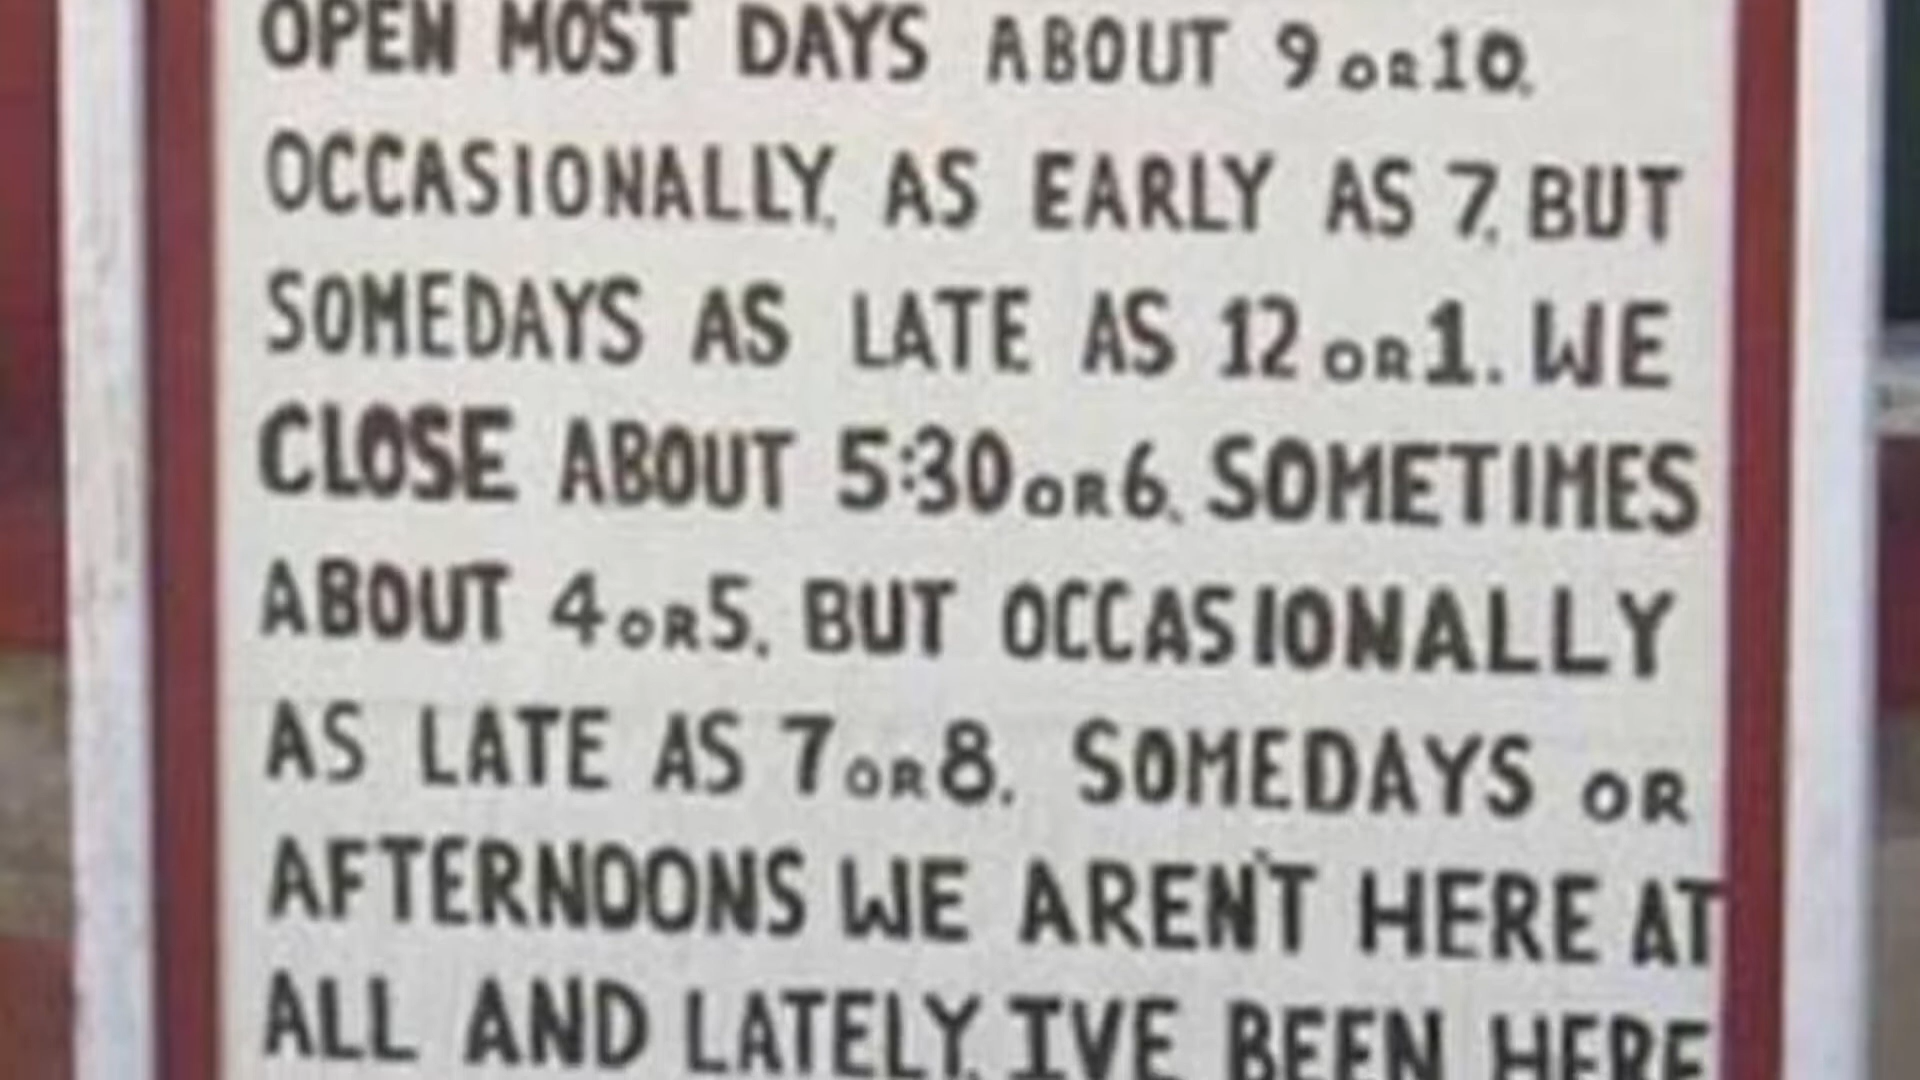 OPEN MOST DAYS ABOUT 9 OR 10.
OCCASIONALLY, AS EARLY AS 7, BUT
SOMEDAYS AS LATE AS 12 OR 1. WE
CLOSE ABOUT 5:30 OR 6. SOMETIMES
ABOUT 4 OR 5. BUT OCCASIONALLY
AS LATE AS 7 OR 8. SOMEDAYS OR
AFTERNOONS WE AREN'T HERE AT
ALL AND LATELY, IVE BEEN HERE